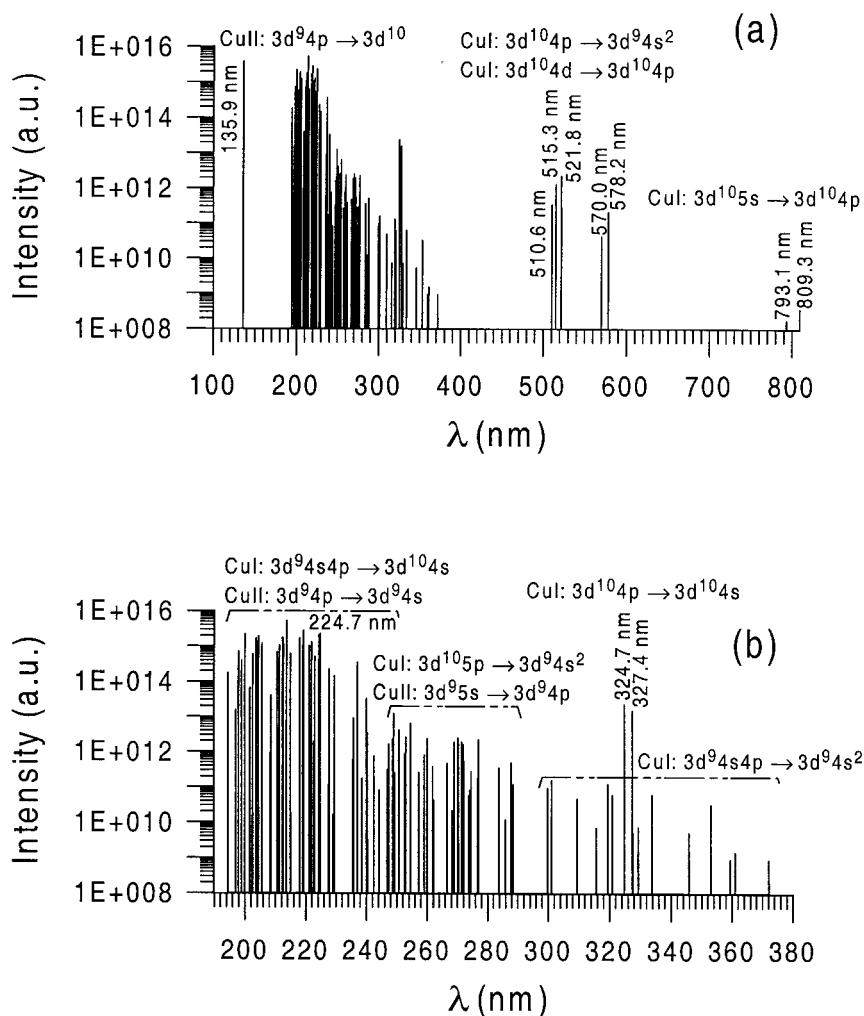 (a)
CuII: 3d⁹4p → 3d¹⁰
CuI: 3d¹⁰4p → 3d⁹4s²
CuI: 3d¹⁰4d → 3d¹⁰4p
1E+016
1E+014
1E+012
1E+010
1E+008
Intensity (a.u.)
135.9 nm
510.6 nm
515.3 nm
521.8 nm
570.0 nm
578.2 nm
CuI: 3d¹⁰5s → 3d¹⁰4p
793.1 nm
809.3 nm
100 200 300 400 500 600 700 800
λ (nm)
(b)
CuI: 3d⁹4s4p → 3d¹⁰4s
CuII: 3d⁹4p → 3d⁹4s
224.7 nm
CuI: 3d¹⁰4p → 3d¹⁰4s
324.7 nm
327.4 nm
CuI: 3d¹⁰5p → 3d⁹4s²
CuII: 3d⁹5s → 3d⁹4p
CuI: 3d⁹4s4p → 3d⁹4s²
1E+016
1E+014
1E+012
1E+010
1E+008
Intensity (a.u.)
200 220 240 260 280 300 320 340 360 380
λ (nm)